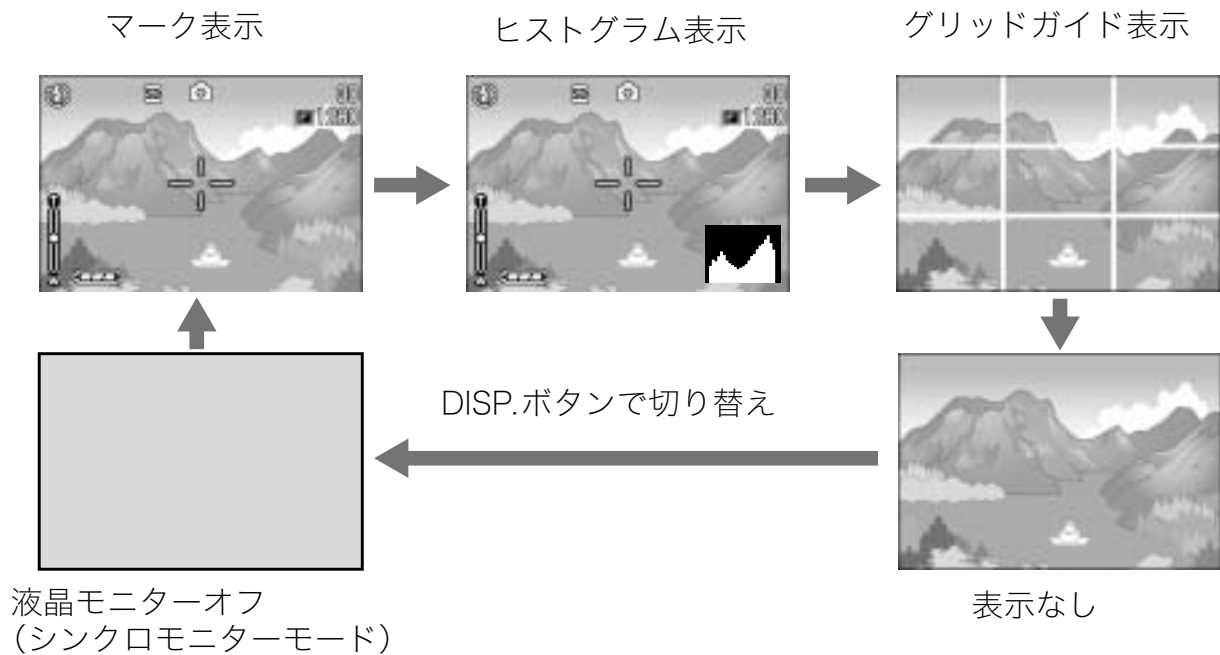 マーク表示
ヒストグラム表示
グリッドガイド表示
DISP.ボタンで切り替え
液晶モニターオフ
（シンクロモニターモード）
表示なし